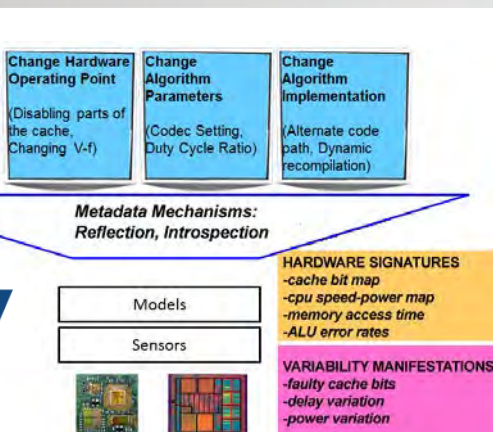 Change Hardware
Operating Point
(Disabling parts of
the cache,
Changing V-f)
Change
Algorithm
Parameters
(Codec Setting,
Duty Cycle Ratio)
Change
Algorithm
Implementation
(Alternate code
path, Dynamic
recompilation)
Metadata Mechanisms:
Reflection, Introspection
Models
Sensors
HARDWARE SIGNATURES
-cache bit map
-cpu speed-power map
-memory access time
-ALU error rates
VARIABILITY MANIFESTATIONS
-faulty cache bits
-delay variation
-power variation